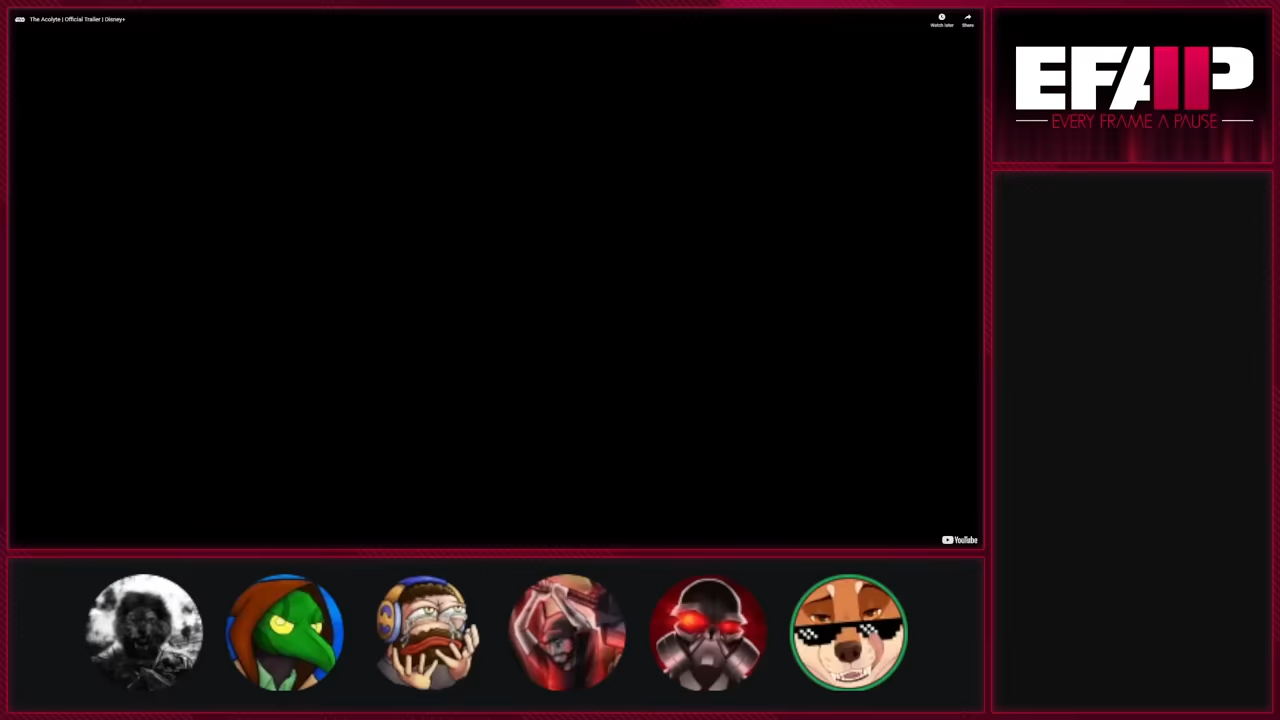 The Acolyte | Official Trailer | Disney+
Watch later
Share
EFAP
EVERY FRAME A PAUSE
YouTube